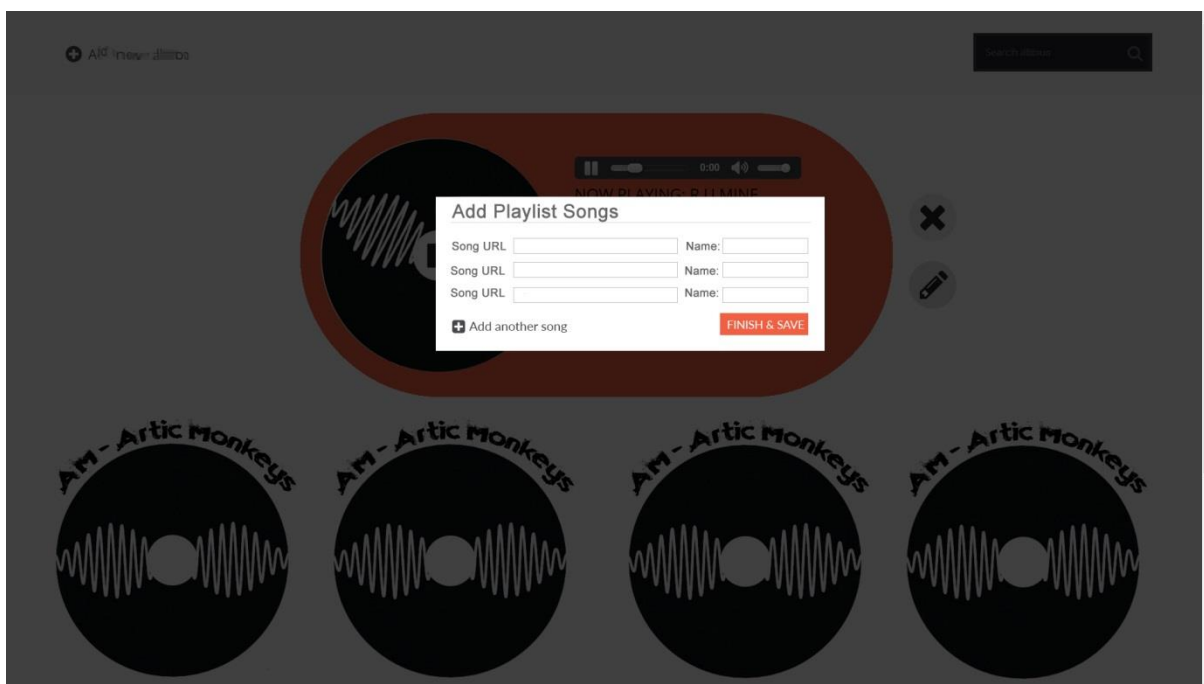 Search
0:00
NOW PLAYING: R U MINE
Add Playlist Songs
Song URL Name:
Song URL Name:
Song URL Name:
Add another song FINISH & SAVE
AM - Artic Monkeys
AM - Artic Monkeys
AM - Artic Monkeys
AM - Artic Monkeys